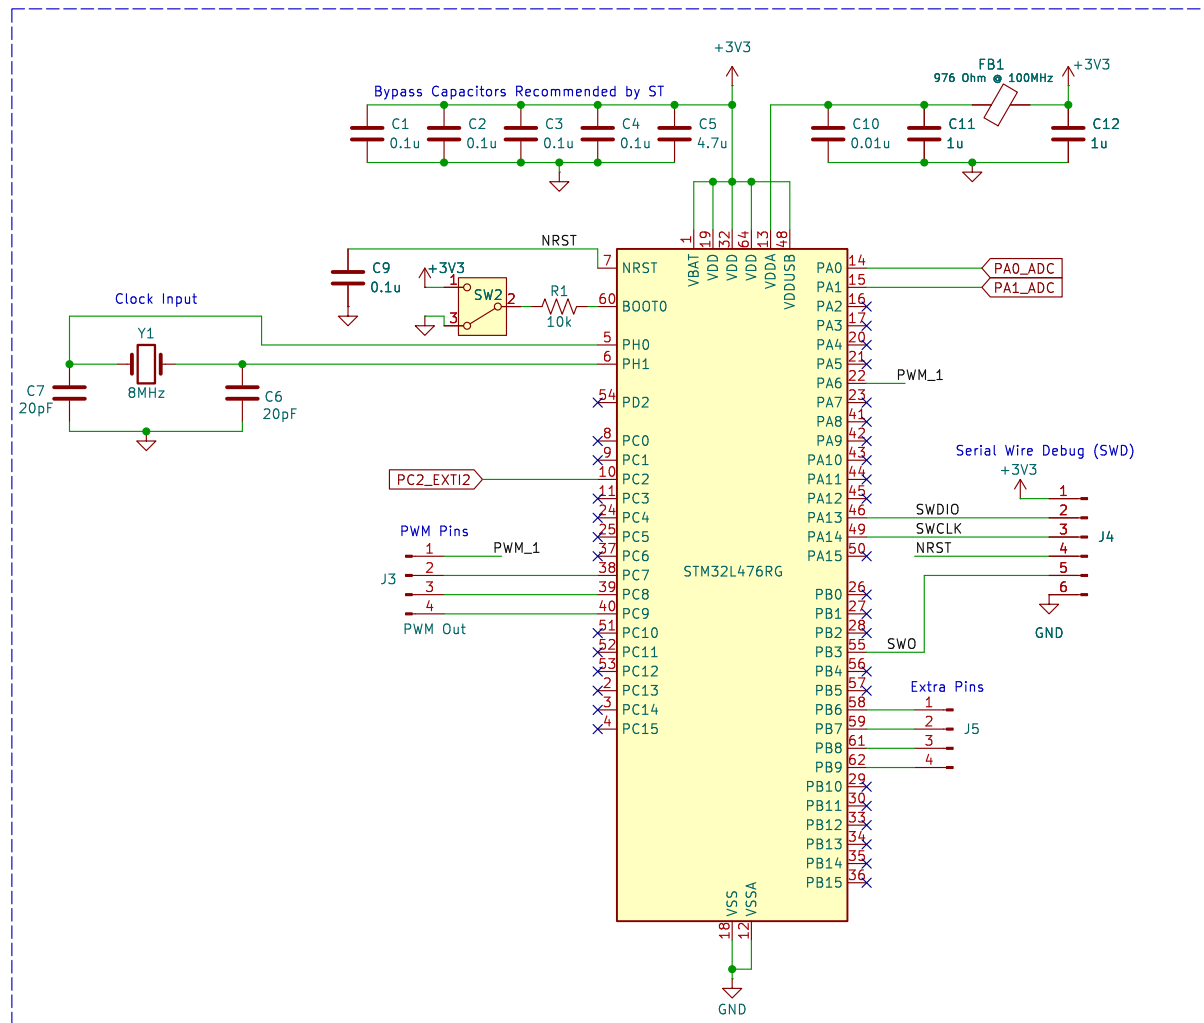 +3V3
Bypass Capacitors Recommended by ST
C1
0.1u
C2
0.1u
C3
0.1u
C4
0.1u
C5
4.7u
FB1
976 Ohm @ 100MHz
+3V3
C10
0.01u
C11
1u
C12
1u
1
19
32
64
13
48
VBAT
VDD
VDD
VDD
VDDA
VDDUSB
NRST
C9
0.1u
+3V3
1
SW2
2
3
R1
10k
Clock Input
Y1
8MHz
C7
20pF
C6
20pF
7 NRST
60 BOOT0
5 PH0
6 PH1
54 PD2
8 PC0
9 PC1
PC2_EXTI2
10 PC2
11 PC3
24 PC4
25 PC5
37 PC6
38 PC7
39 PC8
40 PC9
51 PC10
52 PC11
53 PC12
2 PC13
3 PC14
4 PC15
PWM Pins
J3
1
PWM_1
2
3
4
PWM Out
STM32L476RG
PA0 14
PA0_ADC
PA1 15
PA1_ADC
PA2 16
PA3 17
PA4 20
PA5 21
PA6 22
PWM_1
PA7 23
PA8 41
PA9 42
PA10 43
PA11 44
PA12 45
PA13 46
SWDIO
PA14 49
SWCLK
PA15 50
NRST
PB0 26
PB1 27
PB2 28
PB3 55
SWO
PB4 56
PB5 57
PB6 58
PB7 59
PB8 61
PB9 62
PB10 29
PB11 30
PB12 33
PB13 34
PB14 35
PB15 36
Serial Wire Debug (SWD)
+3V3
1
2
3
4
5
6
J4
GND
Extra Pins
1
2
3
4
J5
VSS
VSSA
18
12
GND